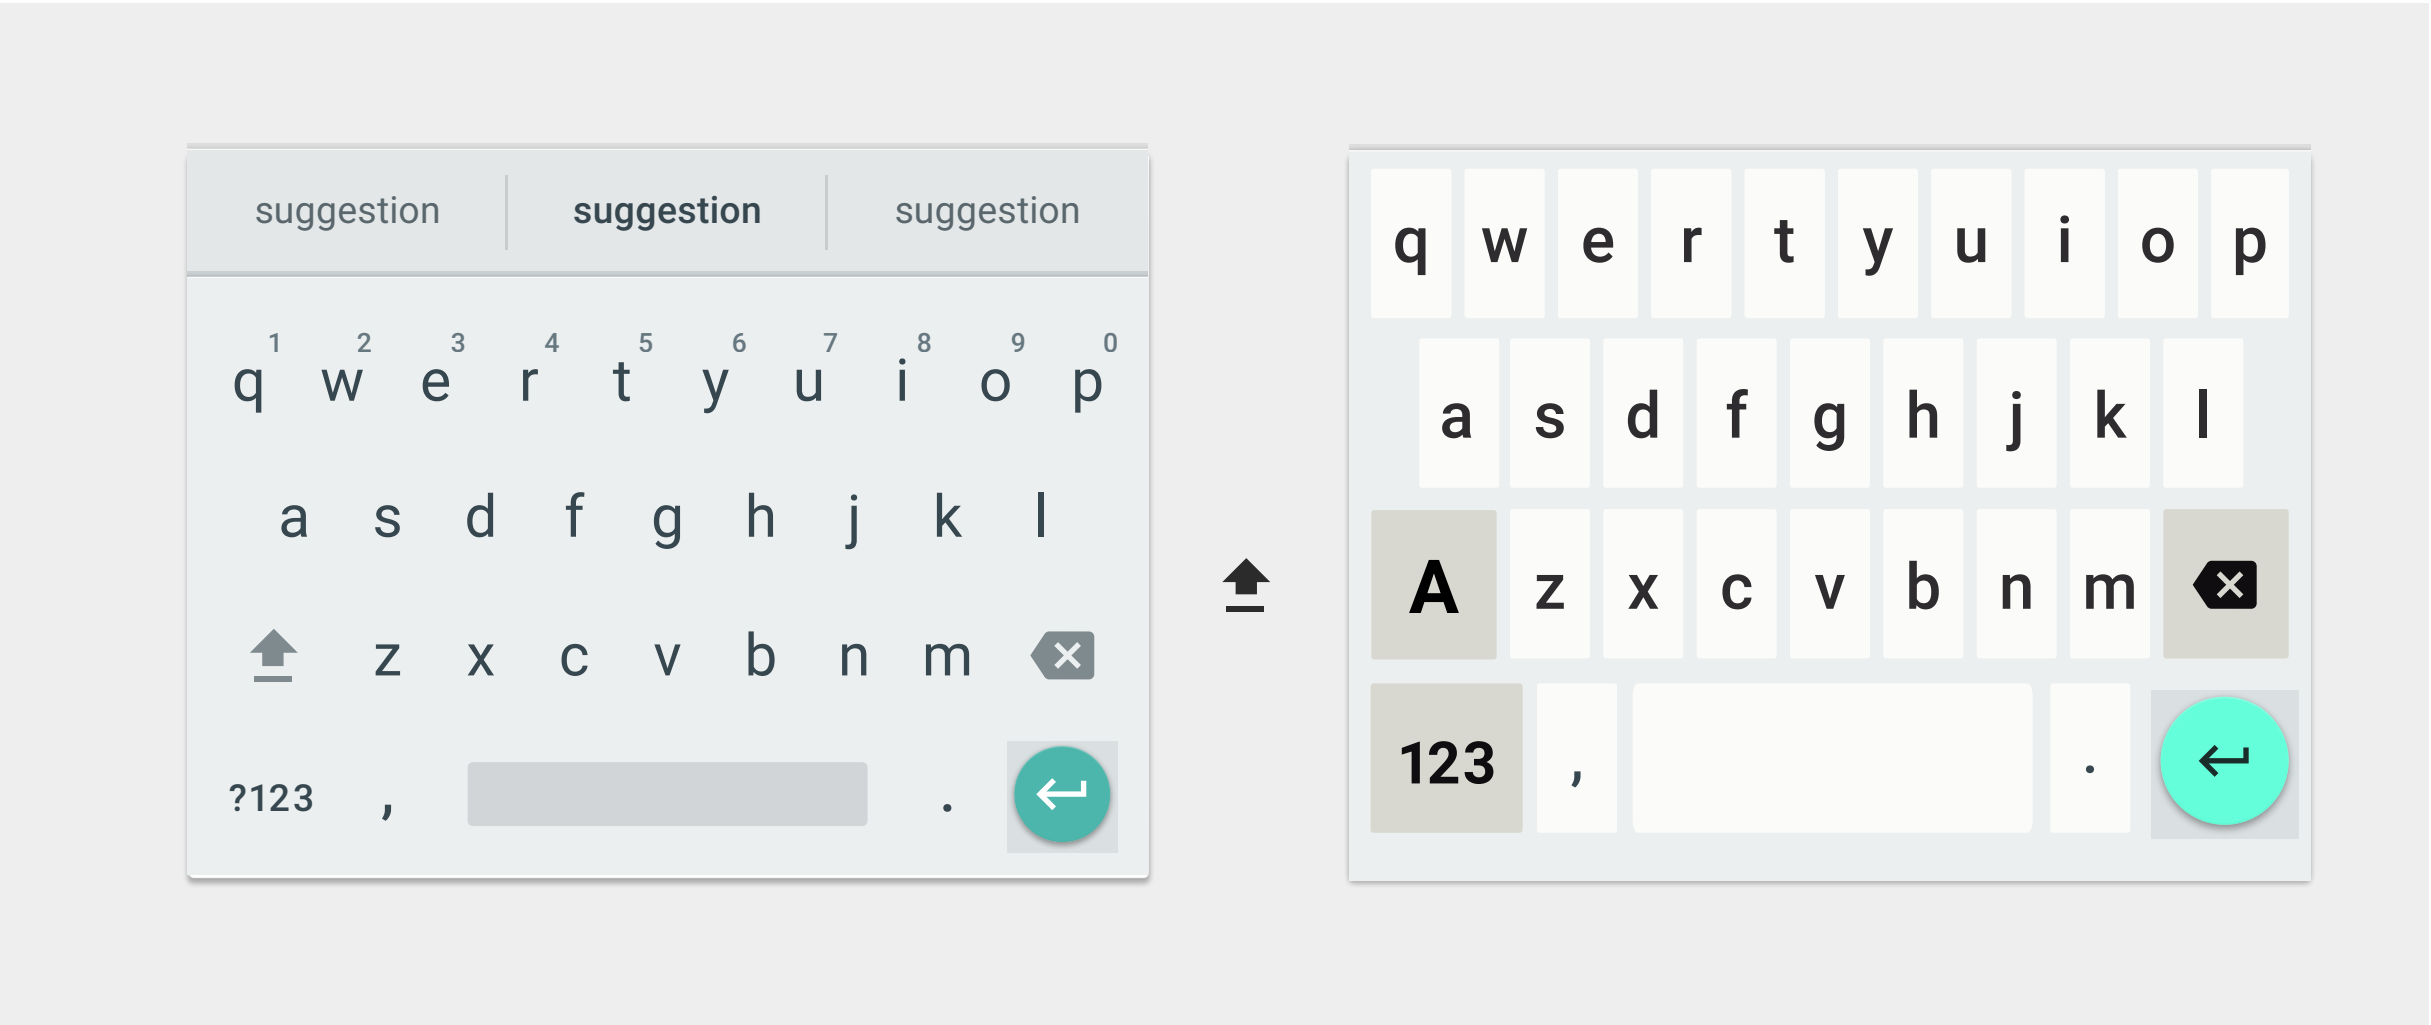 suggestion suggestion suggestion
1 2 3 4 5 6 7 8 9 0
q w e r t y u i o p
a s d f g h j k l
z x c v b n m
?123 , .
q w e r t y u i o p
a s d f g h j k l
A z x c v b n m
123 , .